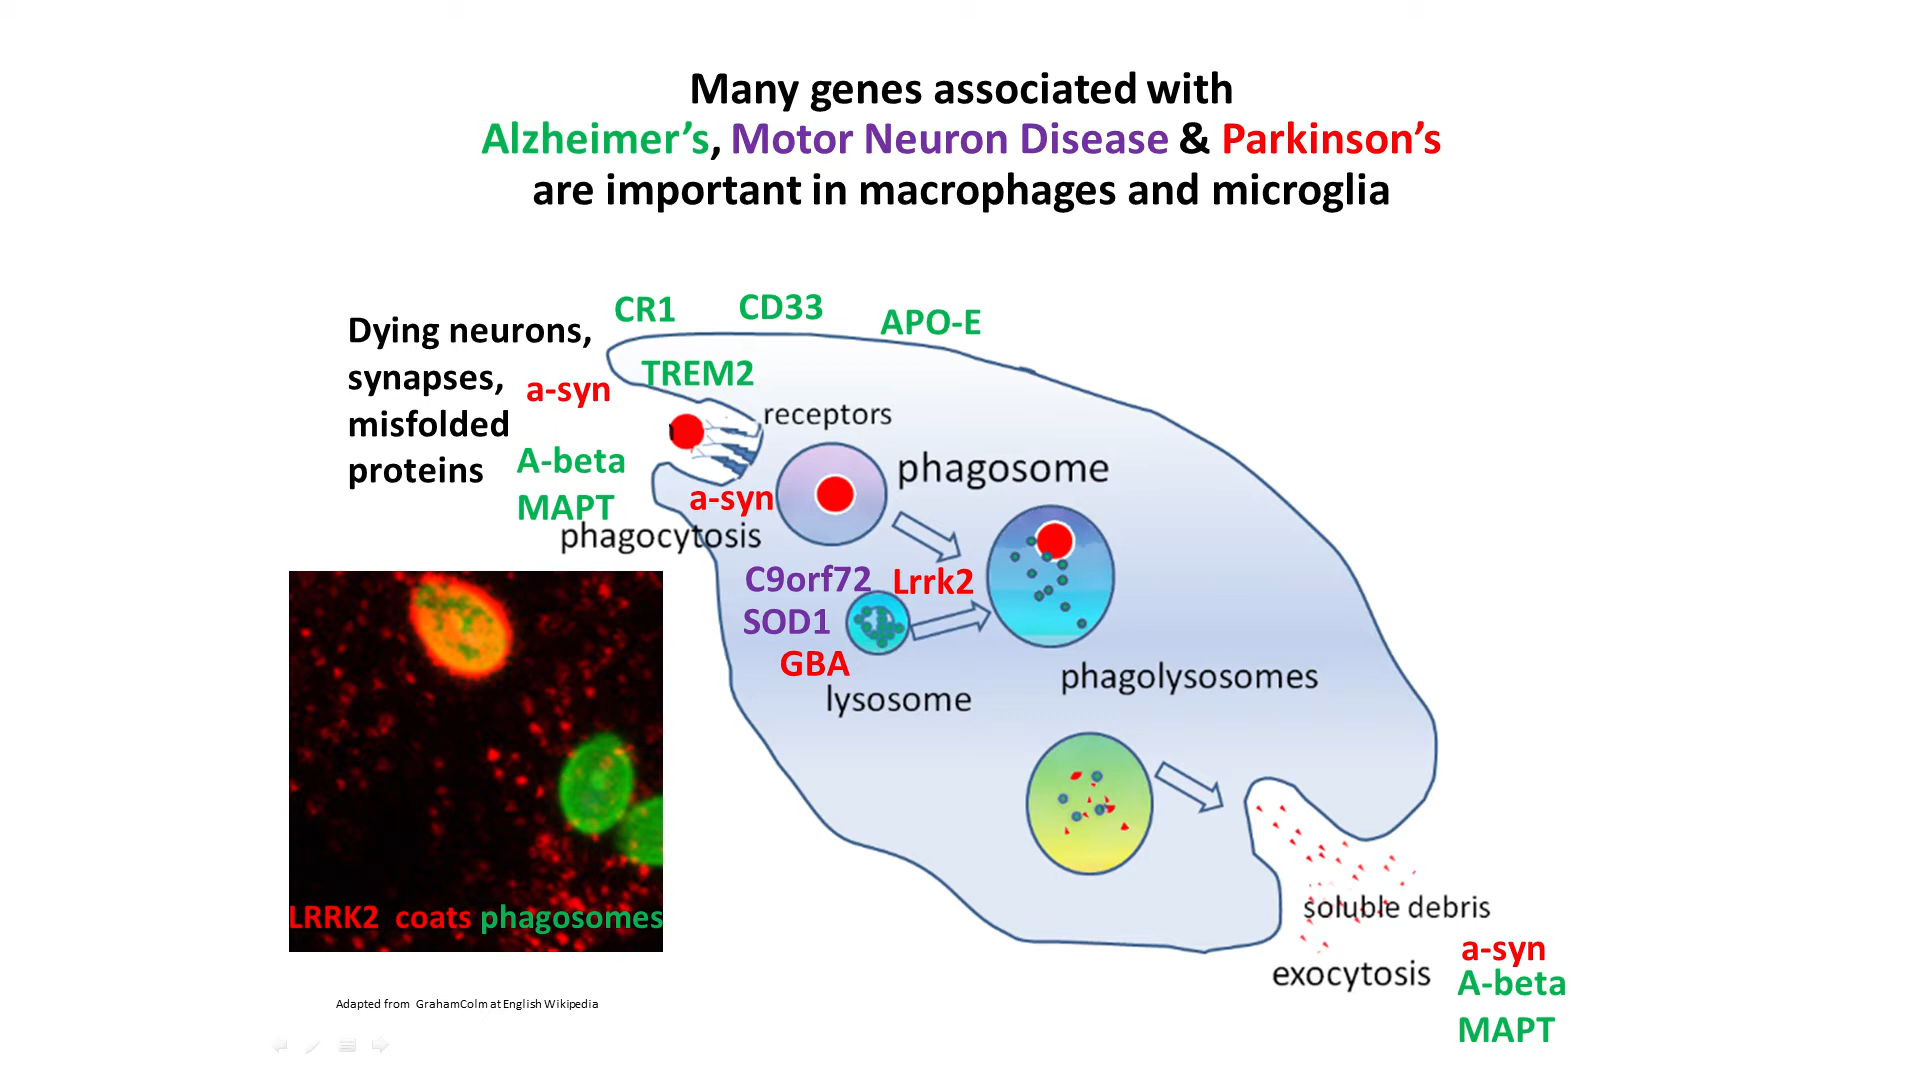 Many genes associated with
Alzheimer’s, Motor Neuron Disease & Parkinson’s
are important in macrophages and microglia
CR1
CD33
APO-E
Dying neurons,
synapses,
misfolded
proteins
a-syn
A-beta
MAPT
TREM2
receptors
phagosome
a-syn
phagocytosis
C9orf72
Lrrk2
SOD1
GBA
lysosome
phagolysosomes
LRRK2 coats phagosomes
soluble debris
exocytosis
a-syn
A-beta
MAPT
Adapted from GrahamColm at English Wikipedia